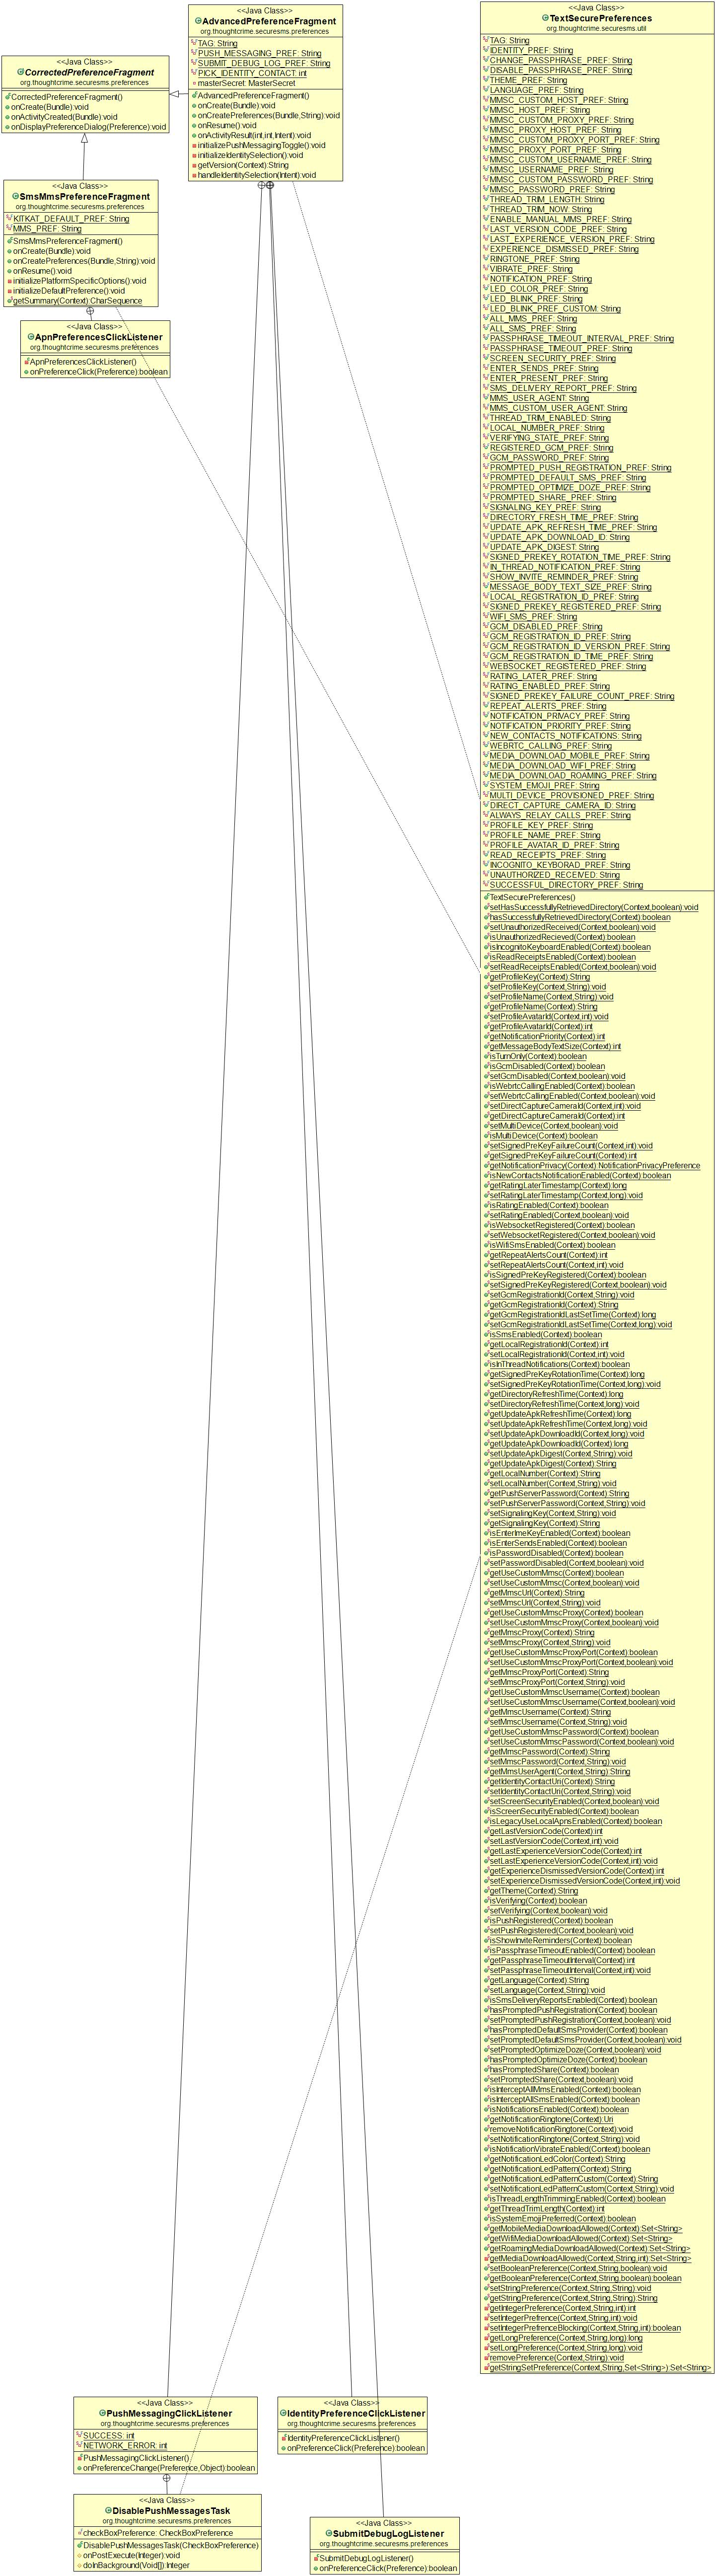 <<Java Class>>
CorrectedPreferenceFragment
org.thoughtcrime.securesms.preferences
CorrectedPreferenceFragment()
onCreate(Bundle):void
onActivityCreated(Bundle):void
onDisplayPreferenceDialog(Preference):void
<<Java Class>>
AdvancedPreferenceFragment
org.thoughtcrime.securesms.preferences
TAG: String
PUSH_MESSAGING_PREF: String
SUBMIT_DEBUG_LOG_PREF: String
PICK_IDENTITY_CONTACT: int
masterSecret: MasterSecret
AdvancedPreferenceFragment()
onCreate(Bundle):void
onCreatePreferences(Bundle,String):void
onResume():void
onActivityResult(int,int,Intent):void
initializePushMessagingToggle():void
initializeIdentitySelection():void
getVersion(Context):String
handleIdentitySelection(Intent):void
<<Java Class>>
SmsMmsPreferenceFragment
org.thoughtcrime.securesms.preferences
KITKAT_DEFAULT_PREF: String
MMS_PREF: String
SmsMmsPreferenceFragment()
onCreate(Bundle):void
onCreatePreferences(Bundle,String):void
onResume():void
initializePlatformSpecificOptions():void
initializeDefaultPreference():void
getSummary(Context):CharSequence
<<Java Class>>
ApnPreferencesClickListener
org.thoughtcrime.securesms.preferences
ApnPreferencesClickListener()
onPreferenceClick(Preference):boolean
<<Java Class>>
TextSecurePreferences
org.thoughtcrime.securesms.util
TAG: String
IDENTITY_PREF: String
CHANGE_PASSPHRASE_PREF: String
DISABLE_PASSPHRASE_PREF: String
THEME_PREF: String
LANGUAGE_PREF: String
MMSC_CUSTOM_HOST_PREF: String
MMSC_HOST_PREF: String
MMSC_CUSTOM_PROXY_PREF: String
MMSC_PROXY_HOST_PREF: String
MMSC_CUSTOM_PROXY_PORT_PREF: String
MMSC_PROXY_PORT_PREF: String
MMSC_CUSTOM_USERNAME_PREF: String
MMSC_USERNAME_PREF: String
MMSC_CUSTOM_PASSWORD_PREF: String
MMSC_PASSWORD_PREF: String
THREAD_TRIM_LENGTH: String
THREAD_TRIM_NOW: String
ENABLE_MANUAL_MMS_PREF: String
LAST_VERSION_CODE_PREF: String
LAST_EXPERIENCE_VERSION_PREF: String
EXPERIENCE_DISMISSED_PREF: String
RINGTONE_PREF: String
VIBRATE_PREF: String
NOTIFICATION_PREF: String
LED_COLOR_PREF: String
LED_BLINK_PREF: String
LED_BLINK_PREF_CUSTOM: String
ALL_MMS_PREF: String
ALL_SMS_PREF: String
PASSPHRASE_TIMEOUT_INTERVAL_PREF: String
PASSPHRASE_TIMEOUT_PREF: String
SCREEN_SECURITY_PREF: String
ENTER_SENDS_PREF: String
ENTER_PRESENT_PREF: String
SMS_DELIVERY_REPORT_PREF: String
MMS_USER_AGENT: String
MMS_CUSTOM_USER_AGENT: String
THREAD_TRIM_ENABLED: String
LOCAL_NUMBER_PREF: String
VERIFYING_STATE_PREF: String
REGISTERED_GCM_PREF: String
GCM_PASSWORD_PREF: String
PROMPTED_PUSH_REGISTRATION_PREF: String
PROMPTED_DEFAULT_SMS_PREF: String
PROMPTED_OPTIMIZE_DOZE_PREF: String
PROMPTED_SHARE_PREF: String
SIGNALING_KEY_PREF: String
DIRECTORY_FRESH_TIME_PREF: String
UPDATE_APK_REFRESH_TIME_PREF: String
UPDATE_APK_DOWNLOAD_ID: String
UPDATE_APK_DIGEST: String
SIGNED_PREKEY_ROTATION_TIME_PREF: String
IN_THREAD_NOTIFICATION_PREF: String
SHOW_INVITE_REMINDER_PREF: String
MESSAGE_BODY_TEXT_SIZE_PREF: String
LOCAL_REGISTRATION_ID_PREF: String
SIGNED_PREKEY_REGISTERED_PREF: String
WIFI_SMS_PREF: String
GCM_DISABLED_PREF: String
GCM_REGISTRATION_ID_PREF: String
GCM_REGISTRATION_ID_VERSION_PREF: String
GCM_REGISTRATION_ID_TIME_PREF: String
WEBSOCKET_REGISTERED_PREF: String
RATING_LATER_PREF: String
RATING_ENABLED_PREF: String
SIGNED_PREKEY_FAILURE_COUNT_PREF: String
REPEAT_ALERTS_PREF: String
NOTIFICATION_PRIVACY_PREF: String
NOTIFICATION_PRIORITY_PREF: String
NEW_CONTACTS_NOTIFICATIONS: String
WEBRTC_CALLING_PREF: String
MEDIA_DOWNLOAD_MOBILE_PREF: String
MEDIA_DOWNLOAD_WIFI_PREF: String
MEDIA_DOWNLOAD_ROAMING_PREF: String
SYSTEM_EMOJI_PREF: String
MULTI_DEVICE_PROVISIONED_PREF: String
DIRECT_CAPTURE_CAMERA_ID: String
ALWAYS_RELAY_CALLS_PREF: String
PROFILE_KEY_PREF: String
PROFILE_NAME_PREF: String
PROFILE_AVATAR_ID_PREF: String
READ_RECEIPTS_PREF: String
INCOGNITO_KEYBORAD_PREF: String
UNAUTHORIZED_RECEIVED: String
SUCCESSFUL_DIRECTORY_PREF: String
TextSecurePreferences()
setHasSuccessfullyRetrievedDirectory(Context,boolean):void
hasSuccessfullyRetrievedDirectory(Context):boolean
setUnauthorizedReceived(Context,boolean):void
isUnauthorizedRecieved(Context):boolean
isIncognitoKeyboardEnabled(Context):boolean
isReadReceiptsEnabled(Context):boolean
setReadReceiptsEnabled(Context,boolean):void
getProfileKey(Context):String
setProfileKey(Context,String):void
setProfileName(Context,String):void
getProfileName(Context):String
setProfileAvatarId(Context,int):void
getProfileAvatarId(Context):int
getNotificationPriority(Context):int
getMessageBodyTextSize(Context):int
isTurnOnly(Context):boolean
isGcmDisabled(Context):boolean
setGcmDisabled(Context,boolean):void
isWebrtcCallingEnabled(Context):boolean
setWebrtcCallingEnabled(Context,boolean):void
setDirectCaptureCameraId(Context,int):void
getDirectCaptureCameraId(Context):int
setMultiDevice(Context,boolean):void
isMultiDevice(Context):boolean
setSignedPreKeyFailureCount(Context,int):void
getSignedPreKeyFailureCount(Context):int
getNotificationPrivacy(Context):NotificationPrivacyPreference
isNewContactsNotificationEnabled(Context):boolean
getRatingLaterTimestamp(Context):long
setRatingLaterTimestamp(Context,long):void
isRatingEnabled(Context):boolean
setRatingEnabled(Context,boolean):void
isWebsocketRegistered(Context):boolean
setWebsocketRegistered(Context,boolean):void
isWifiSmsEnabled(Context):boolean
getRepeatAlertsCount(Context):int
setRepeatAlertsCount(Context,int):void
isSignedPreKeyRegistered(Context):boolean
setSignedPreKeyRegistered(Context,boolean):void
setGcmRegistrationId(Context,String):void
getGcmRegistrationId(Context):String
getGcmRegistrationIdLastSetTime(Context):long
setGcmRegistrationIdLastSetTime(Context,long):void
isSmsEnabled(Context):boolean
getLocalRegistrationId(Context):int
setLocalRegistrationId(Context,int):void
isInThreadNotifications(Context):boolean
getSignedPreKeyRotationTime(Context):long
setSignedPreKeyRotationTime(Context,long):void
getDirectoryRefreshTime(Context):long
setDirectoryRefreshTime(Context,long):void
getUpdateApkRefreshTime(Context):long
setUpdateApkRefreshTime(Context,long):void
setUpdateApkDownloadId(Context,long):void
getUpdateApkDownloadId(Context):long
setUpdateApkDigest(Context,String):void
getUpdateApkDigest(Context):String
getLocalNumber(Context):String
setLocalNumber(Context,String):void
getPushServerPassword(Context):String
setPushServerPassword(Context,String):void
setSignalingKey(Context,String):void
getSignalingKey(Context):String
isEnterImeKeyEnabled(Context):boolean
isEnterSendsEnabled(Context):boolean
isPasswordDisabled(Context):boolean
setPasswordDisabled(Context,boolean):void
getUseCustomMmsc(Context):boolean
setUseCustomMmsc(Context,boolean):void
getMmscUrl(Context):String
setMmscUrl(Context,String):void
getUseCustomMmscProxy(Context):boolean
setUseCustomMmscProxy(Context,boolean):void
getMmscProxy(Context):String
setMmscProxy(Context,String):void
getUseCustomMmscProxyPort(Context):boolean
setUseCustomMmscProxyPort(Context,boolean):void
getMmscProxyPort(Context):String
setMmscProxyPort(Context,String):void
getUseCustomMmscUsername(Context):boolean
setUseCustomMmscUsername(Context,boolean):void
getMmscUsername(Context):String
setMmscUsername(Context,String):void
getUseCustomMmscPassword(Context):boolean
setUseCustomMmscPassword(Context,boolean):void
getMmscPassword(Context):String
setMmscPassword(Context,String):void
getMmsUserAgent(Context,String):String
getIdentityContactUri(Context):String
setIdentityContactUri(Context,String):void
setScreenSecurityEnabled(Context,boolean):void
isScreenSecurityEnabled(Context):boolean
isLegacyUseLocalApnsEnabled(Context):boolean
getLastVersionCode(Context):int
setLastVersionCode(Context,int):void
getLastExperienceVersionCode(Context):int
setLastExperienceVersionCode(Context,int):void
getExperienceDismissedVersionCode(Context):int
setExperienceDismissedVersionCode(Context,int):void
getTheme(Context):String
isVerifying(Context):boolean
setVerifying(Context,boolean):void
isPushRegistered(Context):boolean
setPushRegistered(Context,boolean):void
isShowInviteReminders(Context):boolean
isPassphraseTimeoutEnabled(Context):boolean
getPassphraseTimeoutInterval(Context):int
setPassphraseTimeoutInterval(Context,int):void
getLanguage(Context):String
setLanguage(Context,String):void
isSmsDeliveryReportsEnabled(Context):boolean
hasPromptedPushRegistration(Context):boolean
setPromptedPushRegistration(Context,boolean):void
hasPromptedDefaultSmsProvider(Context):boolean
setPromptedDefaultSmsProvider(Context,boolean):void
setPromptedOptimizeDoze(Context,boolean):void
hasPromptedOptimizeDoze(Context):boolean
hasPromptedShare(Context):boolean
setPromptedShare(Context,boolean):void
isInterceptAllMmsEnabled(Context):boolean
isInterceptAllSmsEnabled(Context):boolean
isNotificationsEnabled(Context):boolean
getNotificationRingtone(Context):Uri
removeNotificationRingtone(Context):void
setNotificationRingtone(Context,String):void
isNotificationVibrateEnabled(Context):boolean
getNotificationLedColor(Context):String
getNotificationLedPattern(Context):String
getNotificationLedPatternCustom(Context):String
setNotificationLedPatternCustom(Context,String):void
isThreadLengthTrimmingEnabled(Context):boolean
getThreadTrimLength(Context):int
isSystemEmojiPreferred(Context):boolean
getMobileMediaDownloadAllowed(Context):Set<String>
getWifiMediaDownloadAllowed(Context):Set<String>
getRoamingMediaDownloadAllowed(Context):Set<String>
getMediaDownloadAllowed(Context,String,int):Set<String>
setBooleanPreference(Context,String,boolean):void
getBooleanPreference(Context,String,boolean):boolean
setStringPreference(Context,String,String):void
getStringPreference(Context,String,String):String
getIntegerPreference(Context,String,int):int
setIntegerPrefrence(Context,String,int):void
setIntegerPrefrenceBlocking(Context,String,int):boolean
getLongPreference(Context,String,long):long
setLongPreference(Context,String,long):void
removePreference(Context,String):void
getStringSetPreference(Context,String,Set<String>):Set<String>
<<Java Class>>
PushMessagingClickListener
org.thoughtcrime.securesms.preferences
SUCCESS: int
NETWORK_ERROR: int
PushMessagingClickListener()
onPreferenceChange(Preference,Object):boolean
<<Java Class>>
IdentityPreferenceClickListener
org.thoughtcrime.securesms.preferences
IdentityPreferenceClickListener()
onPreferenceClick(Preference):boolean
<<Java Class>>
DisablePushMessagesTask
org.thoughtcrime.securesms.preferences
checkBoxPreference: CheckBoxPreference
DisablePushMessagesTask(CheckBoxPreference)
onPostExecute(Integer):void
doInBackground(Void[]):Integer
<<Java Class>>
SubmitDebugLogListener
org.thoughtcrime.securesms.preferences
SubmitDebugLogListener()
onPreferenceClick(Preference):boolean